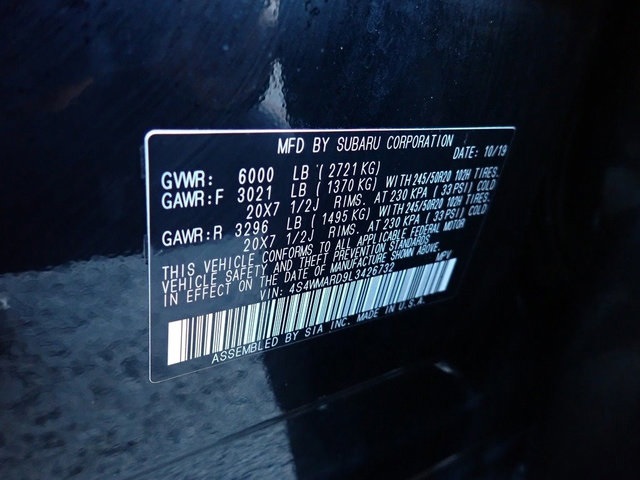 MFD BY SUBARU CORPORATION
DATE: 10/19
GVWR: 6000 LB (2721 KG)
GAWR:F 3021 LB (1370 KG) WITH 245/50R20 102H TIRES.
20X7 1/2J RIMS. AT 230 KPA (33 PSI) COLD
GAWR:R 3296 LB (1495 KG) WITH 245/50R20 102H TIRES.
20X7 1/2J RIMS. AT 230 KPA (33 PSI) COLD
THIS VEHICLE CONFORMS TO ALL APPLICABLE FEDERAL MOTOR
VEHICLE SAFETY AND THEFT PREVENTION STANDARDS
IN EFFECT ON THE DATE OF MANUFACTURE SHOWN ABOVE.
VIN: 4S4WMARD9L3426732 MPV
ASSEMBLED BY SIA INC. MADE IN U.S.A.